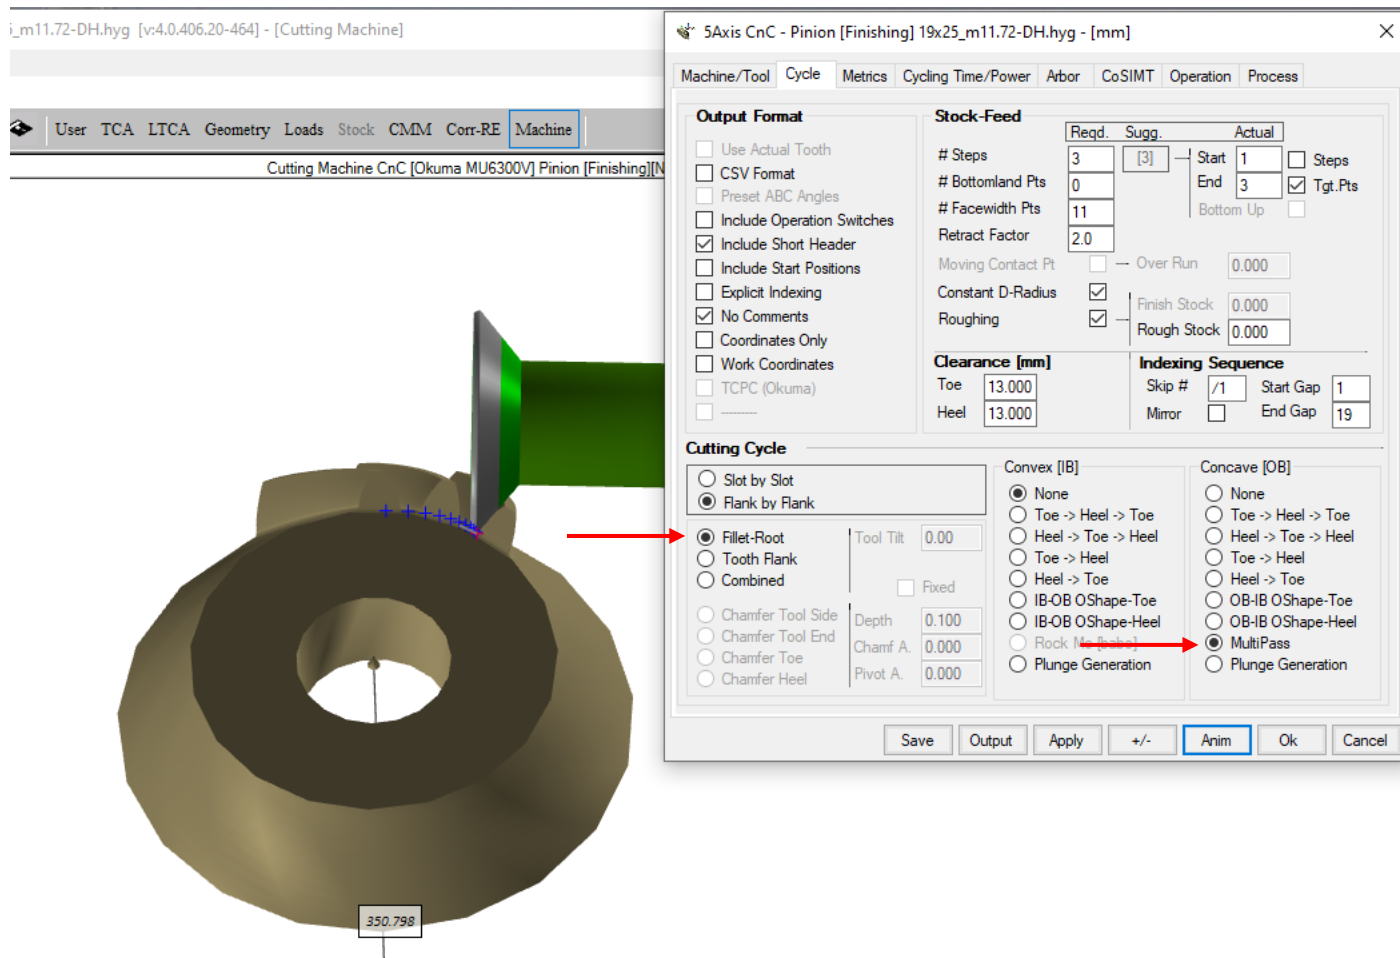 i_m11.72-DH.hyg [v:4.0.406.20-464] - [Cutting Machine]
User TCA LTCA Geometry Loads Stock CMM Corr-RE Machine
Cutting Machine CnC [Okuma MU6300V] Pinion [Finishing][N
350.798
5Axis CnC - Pinion [Finishing] 19x25_m11.72-DH.hyg - [mm]
Machine/Tool Cycle Metrics Cycling Time/Power Arbor CoSIMT Operation Process
Output Format
Use Actual Tooth
CSV Format
Preset ABC Angles
Include Operation Switches
Include Short Header
Include Start Positions
Explicit Indexing
No Comments
Coordinates Only
Work Coordinates
TCPC (Okuma)
----------
Stock-Feed
Reqd. Sugg. Actual
# Steps 3 [3] Start 1 Steps
# Bottomland Pts 0 End 3 Tgt.Pts
# Facewidth Pts 11 Bottom Up
Retract Factor 2.0
Moving Contact Pt Over Run 0.000
Constant D-Radius Finish Stock 0.000
Roughing Rough Stock 0.000
Clearance [mm]
Toe 13.000
Heel 13.000
Indexing Sequence
Skip # /1 Start Gap 1
Mirror End Gap 19
Cutting Cycle
Slot by Slot
Flank by Flank
Fillet-Root
Tooth Flank
Combined
Tool Tilt 0.00
Fixed
Chamfer Tool Side
Chamfer Tool End
Chamfer Toe
Chamfer Heel
Depth 0.100
Chamf A. 0.000
Pivot A. 0.000
Convex [IB]
None
Toe -> Heel -> Toe
Heel -> Toe -> Heel
Toe -> Heel
Heel -> Toe
IB-OB OShape-Toe
IB-OB OShape-Heel
Rock Me [babe]
Plunge Generation
Concave [OB]
None
Toe -> Heel -> Toe
Heel -> Toe -> Heel
Toe -> Heel
Heel -> Toe
OB-IB OShape-Toe
OB-IB OShape-Heel
MultiPass
Plunge Generation
Save Output Apply +/- Anim Ok Cancel